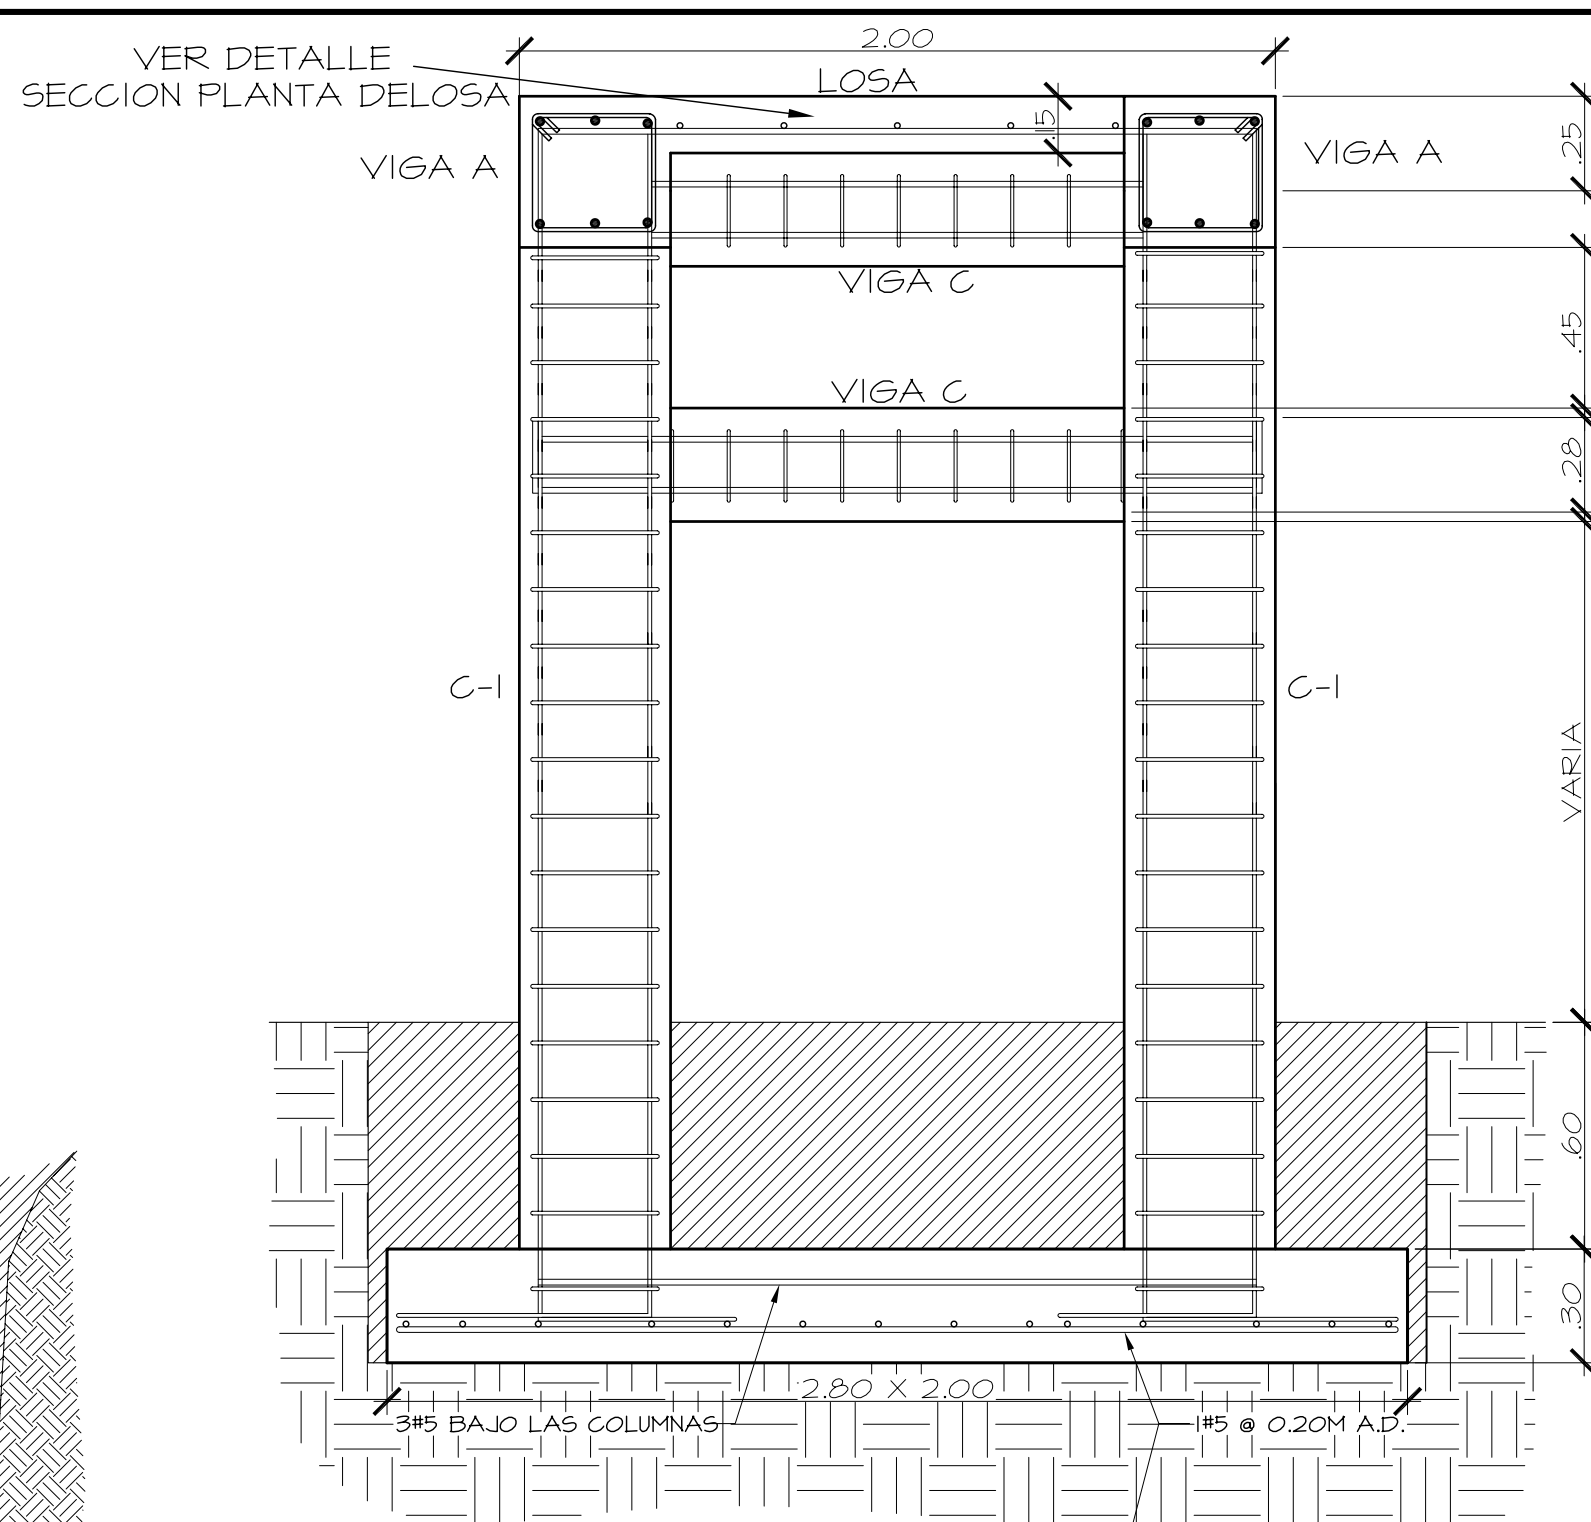 2.00
VER DETALLE
SECCION PLANTA DELOSA
LOSA
.15
VIGA A
VIGA A
.25
VIGA C
.45
VIGA C
.28
C-1
C-1
VARIA
.60
.30
2.80 X 2.00
3#5 BAJO LAS COLUMNAS
1#5 @ 0.20M A.D.